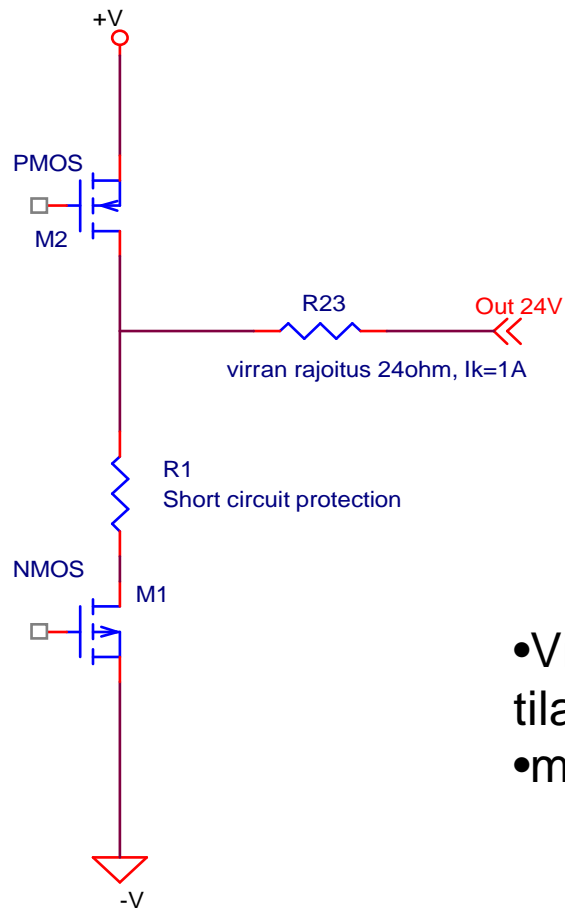 +V
PMOS
M2
R23
Out 24V
virran rajoitus 24ohm, Ik=1A
R1
Short circuit protection
NMOS
M1
-V